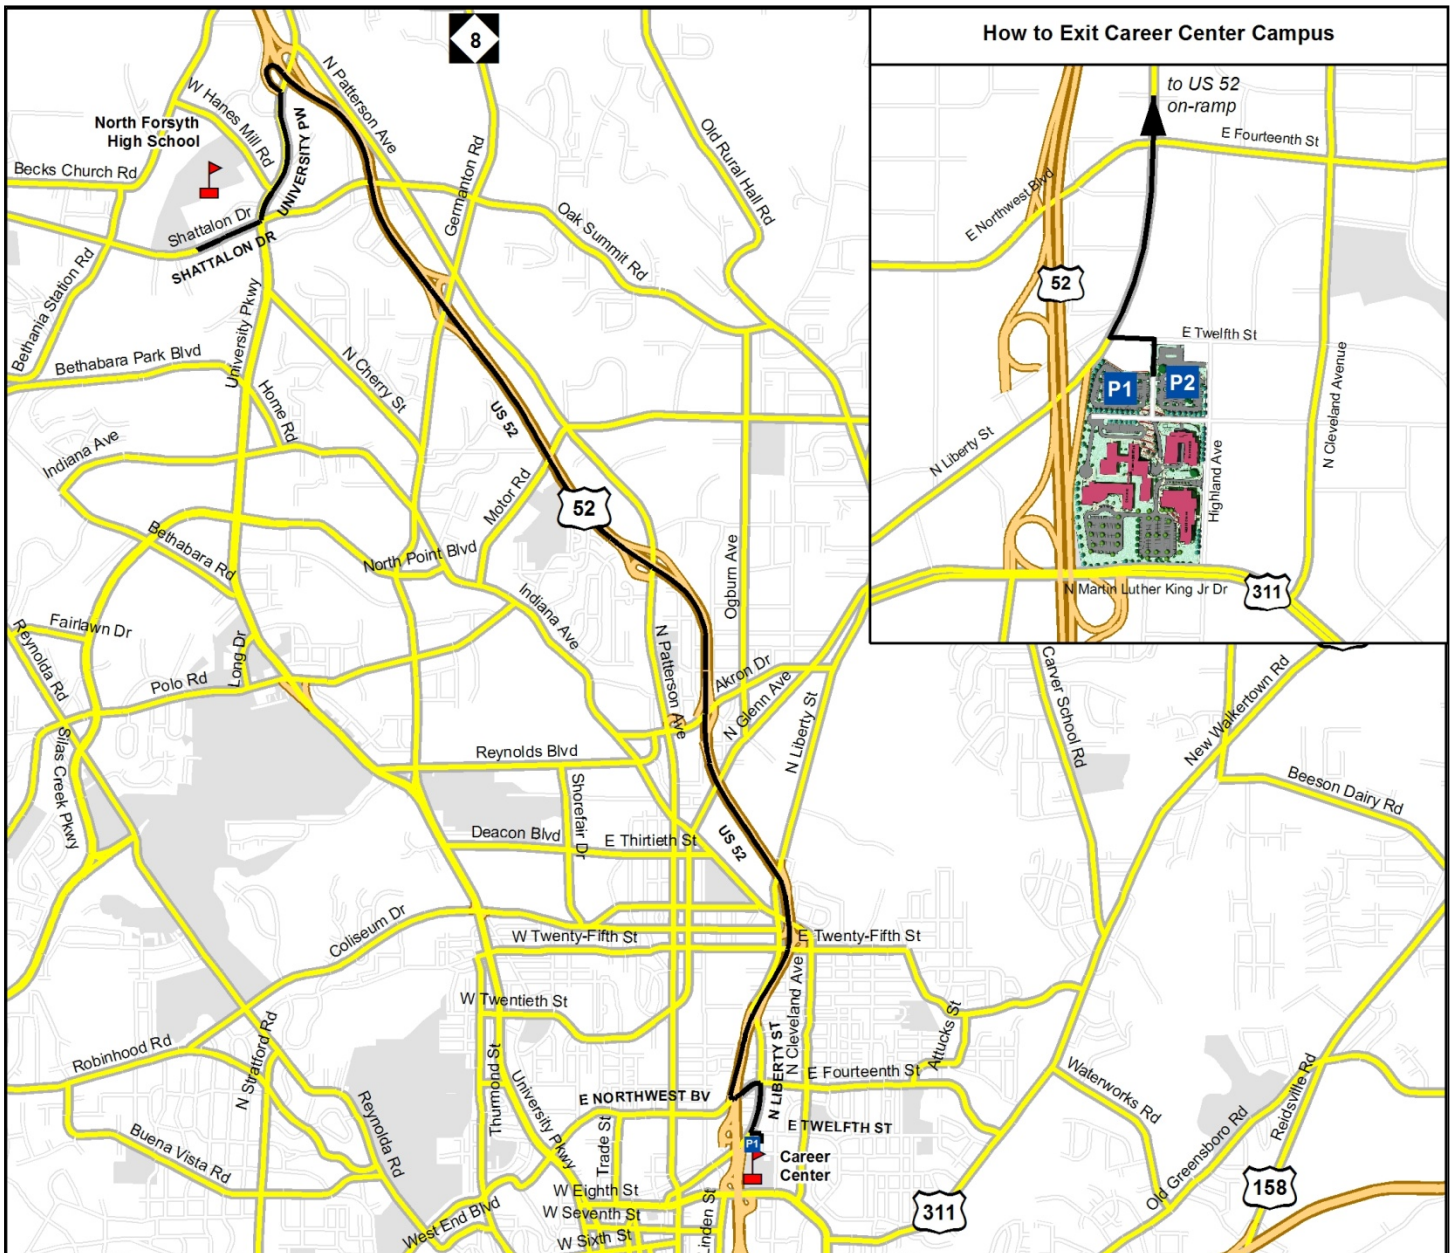 8
How to Exit Career Center Campus
to US 52
on-ramp
E Fourteenth St
E Northwest Blvd
52
E Twelfth St
P1
P2
N Liberty St
Highland Ave
N Cleveland Avenue
N Martin Luther King Jr Dr
311
N Patterson Ave
W Hanes Mill Rd
North Forsyth
High School
UNIVERSITY PW
Becks Church Rd
Old Rural Hall Rd
Germanton Rd
Shattalon Dr
SHATTALON DR
Oak Summit Rd
Bethania Station Rd
University Pkwy
Bethabara Park Blvd
N Cherry St
Home Rd
US 52
Indiana Ave
Motor Rd
52
Bethabara Rd
North Point Blvd
Ogburn Ave
Indiana Ave
Fairlawn Dr
Reynolda Rd
Long Dr
Polo Rd
N Patterson Ave
Akron Dr
N Glenn Ave
N Liberty St
Carver School Rd
New Walkertown Rd
Silas Creek Pkwy
Reynolds Blvd
Shorefair Dr
Beeson Dairy Rd
Deacon Blvd
E Thirtieth St
US 52
Coliseum Dr
W Twenty-Fifth St
E Twenty-Fifth St
N Cleveland Ave
W Twentieth St
Attucks St
Robinhood Rd
N Stratford Rd
Thurmond St
University Pkwy
N LIBERTY ST
E Fourteenth St
Waterworks Rd
Reidsville Rd
Reynolda Rd
E NORTHWEST BV
Trade St
E TWELFTH ST
P1
Career
Center
Buena Vista Rd
Old Greensboro Rd
W Eighth St
158
West End Blvd
W Seventh St
Linden St
311
W Sixth St